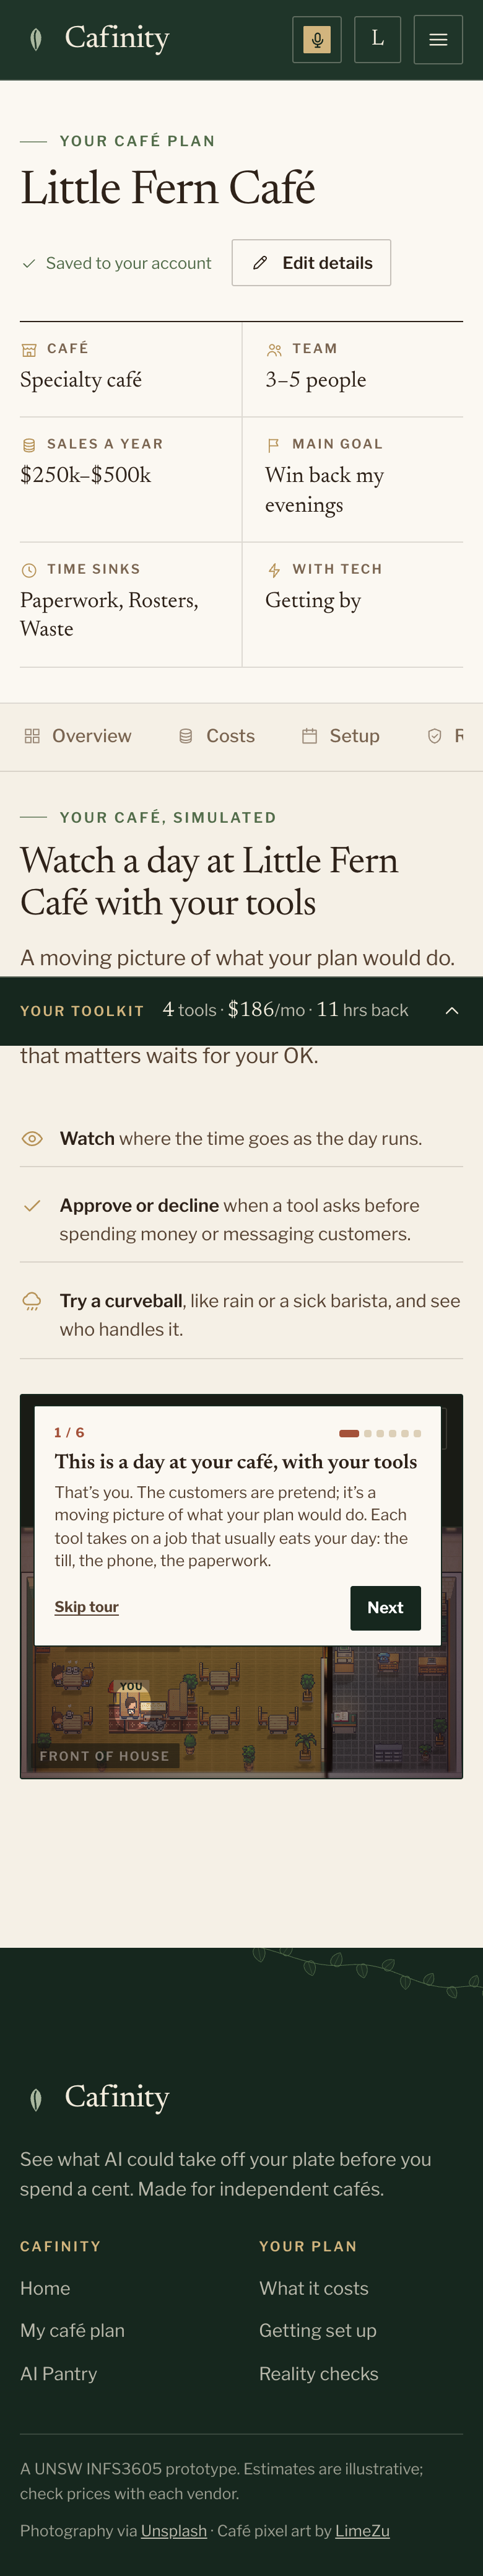 Cafinity
L
YOUR CAFÉ PLAN
Little Fern Café
Saved to your account
Edit details
CAFÉ
Specialty café
TEAM
3–5 people
SALES A YEAR
$250k–$500k
MAIN GOAL
Win back my
evenings
TIME SINKS
Paperwork, Rosters,
Waste
WITH TECH
Getting by
Overview
Costs
Setup
YOUR CAFÉ, SIMULATED
Watch a day at Little Fern
Café with your tools
A moving picture of what your plan would do.
YOUR TOOLKIT 4 tools · $186/mo · 11 hrs back
that matters waits for your OK.
Watch where the time goes as the day runs.
Approve or decline when a tool asks before
spending money or messaging customers.
Try a curveball, like rain or a sick barista, and see
who handles it.
1 / 6
This is a day at your café, with your tools
That’s you. The customers are pretend; it’s a
moving picture of what your plan would do. Each
tool takes on a job that usually eats your day: the
till, the phone, the paperwork.
Skip tour
Next
YOU
FRONT OF HOUSE
Cafinity
See what AI could take off your plate before you
spend a cent. Made for independent cafés.
CAFINITY
Home
My café plan
AI Pantry
YOUR PLAN
What it costs
Getting set up
Reality checks
A UNSW INFS3605 prototype. Estimates are illustrative;
check prices with each vendor.
Photography via Unsplash · Café pixel art by LimeZu